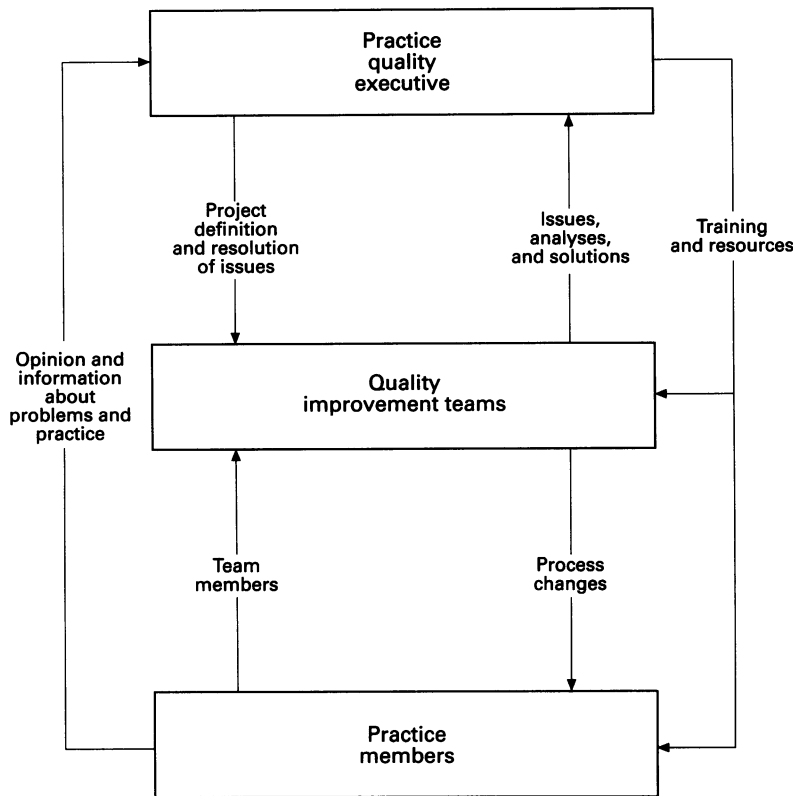 Practice
quality
executive
Project
definition
and resolution
of issues
Issues,
analyses,
and solutions
Training
and resources
Opinion and
information
about
problems and
practice
Quality
improvement teams
Team
members
Process
changes
Practice
members